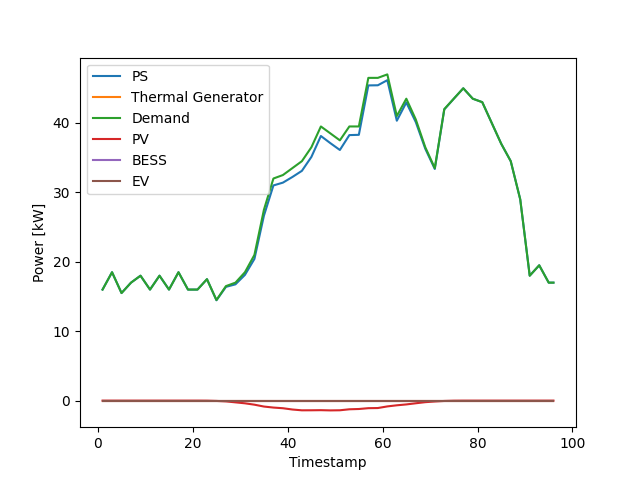 PS
Thermal Generator
Demand
PV
BESS
EV
Power [kW]
40
30
20
10
0
0 20 40 60 80 100
Timestamp